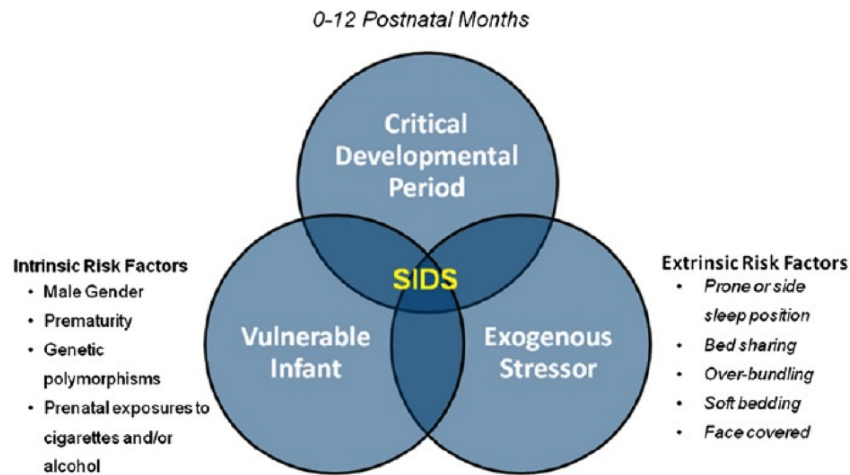 0-12 Postnatal Months
Critical
Developmental
Period
SIDS
Intrinsic Risk Factors
• Male Gender
• Prematurity
• Genetic
polymorphisms
• Prenatal exposures to
cigarettes and/or
alcohol
Vulnerable
Infant
Exogenous
Stressor
Extrinsic Risk Factors
• Prone or side
sleep position
• Bed sharing
• Over-bundling
• Soft bedding
• Face covered